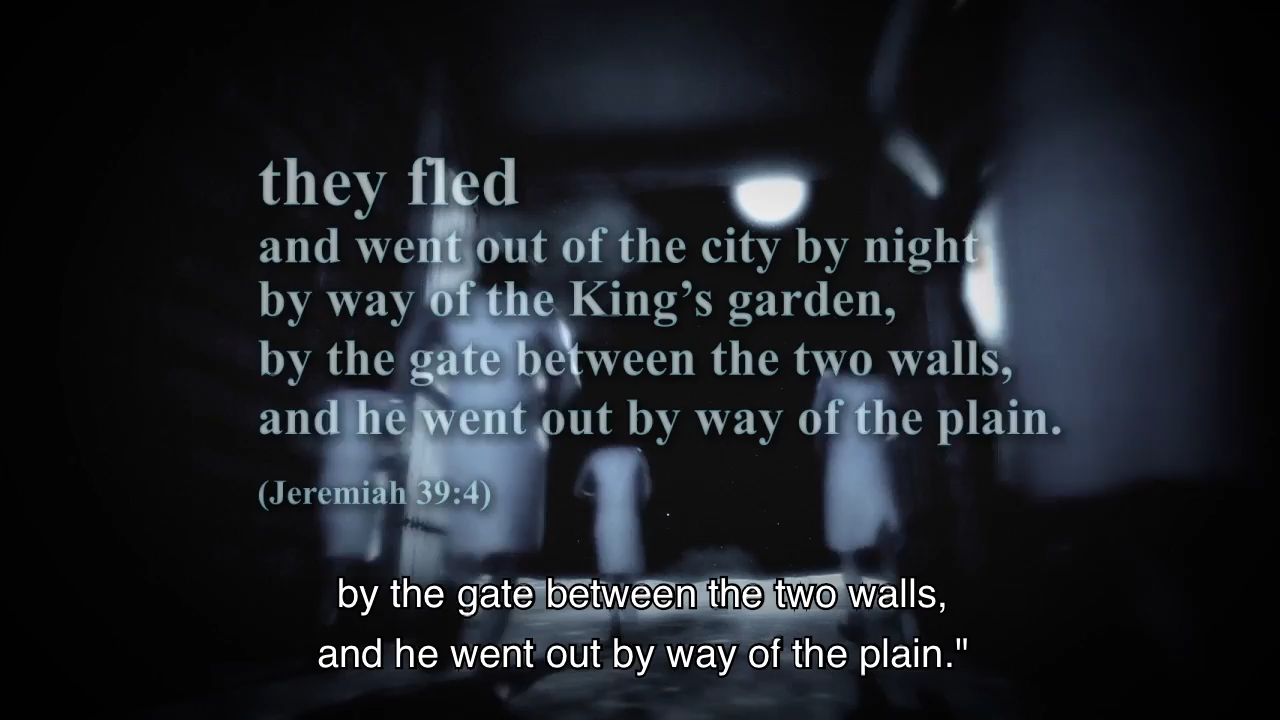 they fled
and went out of the city by night
by way of the King’s garden,
by the gate between the two walls,
and he went out by way of the plain.
(Jeremiah 39:4)
by the gate between the two walls,
and he went out by way of the plain."